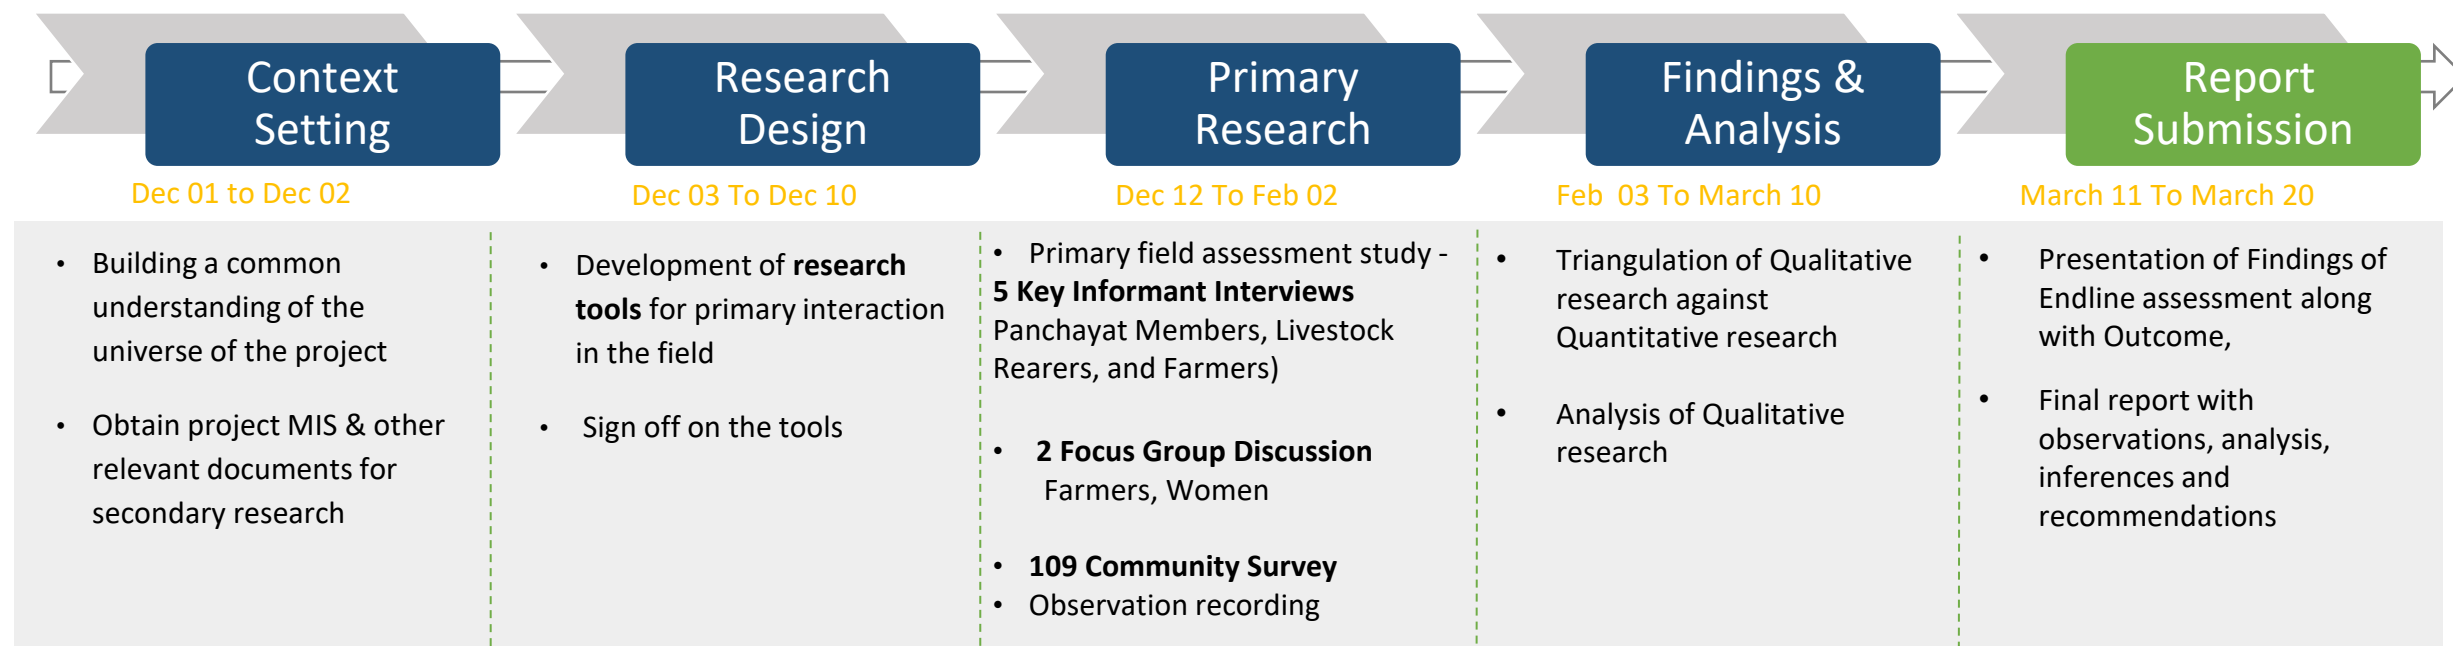 Context
Setting
Dec 01 to Dec 02
• Building a common
understanding of the
universe of the project
• Obtain project MIS & other
relevant documents for
secondary research
Research
Design
Dec 03 To Dec 10
• Development of research
tools for primary interaction
in the field
• Sign off on the tools
Primary
Research
Dec 12 To Feb 02
• Primary field assessment study -
5 Key Informant Interviews
Panchayat Members, Livestock
Rearers, and Farmers)
• 2 Focus Group Discussion
Farmers, Women
• 109 Community Survey
• Observation recording
Findings &
Analysis
Feb 03 To March 10
• Triangulation of Qualitative
research against
Quantitative research
• Analysis of Qualitative
research
Report
Submission
March 11 To March 20
• Presentation of Findings of
Endline assessment along
with Outcome,
• Final report with
observations, analysis,
inferences and
recommendations